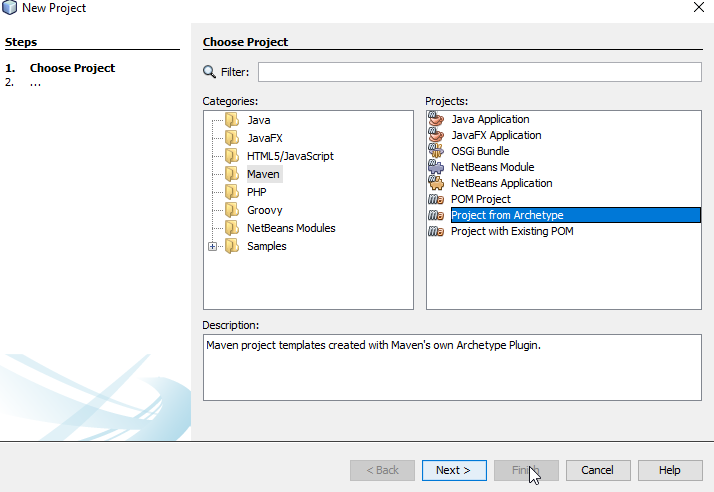 New Project
Steps
1. Choose Project
2. ...
Choose Project
Filter:
Categories:
Java
JavaFX
HTML5/JavaScript
Maven
PHP
Groovy
NetBeans Modules
Samples
Projects:
Java Application
JavaFX Application
OSGi Bundle
NetBeans Module
NetBeans Application
POM Project
Project from Archetype
Project with Existing POM
Description:
Maven project templates created with Maven's own Archetype Plugin.
< Back Next > Finish Cancel Help